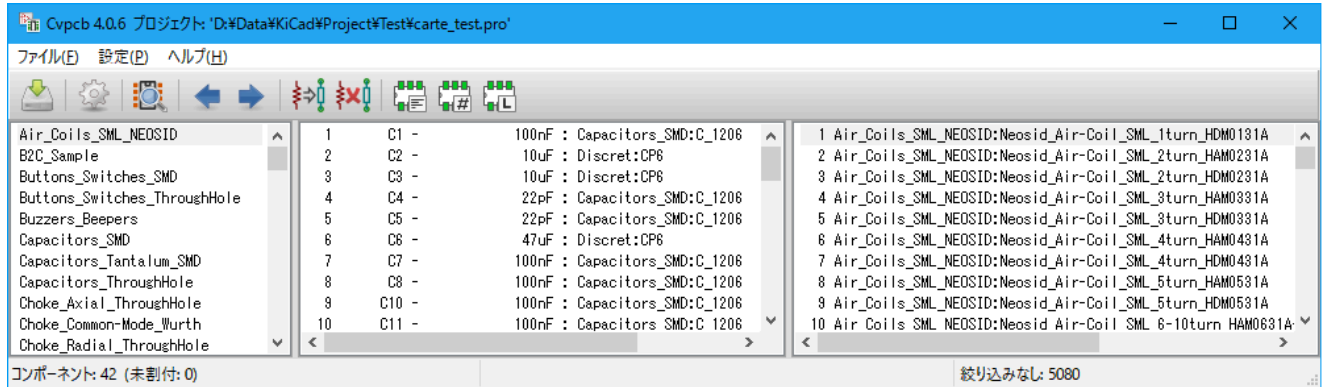 Cvpcb 4.0.6 プロジェクト: 'D:¥Data¥KiCad¥Project¥Test¥carte_test.pro'
ファイル(F) 設定(P) ヘルプ(H)
Air_Coils_SML_NEOSID
B2C_Sample
Buttons_Switches_SMD
Buttons_Switches_ThroughHole
Buzzers_Beepers
Capacitors_SMD
Capacitors_Tantalum_SMD
Capacitors_ThroughHole
Choke_Axial_ThroughHole
Choke_Common-Mode_Wurth
Choke_Radial_ThroughHole
1 C1 - 100nF : Capacitors_SMD:C_1206
2 C2 - 10uF : Discret:CP6
3 C3 - 10uF : Discret:CP6
4 C4 - 22pF : Capacitors_SMD:C_1206
5 C5 - 22pF : Capacitors_SMD:C_1206
6 C6 - 47uF : Discret:CP6
7 C7 - 100nF : Capacitors_SMD:C_1206
8 C8 - 100nF : Capacitors_SMD:C_1206
9 C10 - 100nF : Capacitors_SMD:C_1206
10 C11 - 100nF : Capacitors_SMD:C_1206
1 Air_Coils_SML_NEOSID:Neosid_Air-Coil_SML_1turn_HDM0131A
2 Air_Coils_SML_NEOSID:Neosid_Air-Coil_SML_2turn_HAM0231A
3 Air_Coils_SML_NEOSID:Neosid_Air-Coil_SML_2turn_HDM0231A
4 Air_Coils_SML_NEOSID:Neosid_Air-Coil_SML_3turn_HAM0331A
5 Air_Coils_SML_NEOSID:Neosid_Air-Coil_SML_3turn_HDM0331A
6 Air_Coils_SML_NEOSID:Neosid_Air-Coil_SML_4turn_HAM0431A
7 Air_Coils_SML_NEOSID:Neosid_Air-Coil_SML_4turn_HDM0431A
8 Air_Coils_SML_NEOSID:Neosid_Air-Coil_SML_5turn_HAM0531A
9 Air_Coils_SML_NEOSID:Neosid_Air-Coil_SML_5turn_HDM0531A
10 Air_Coils_SML_NEOSID:Neosid_Air-Coil_SML_6-10turn_HAM0631A-
コンポーネント: 42 (未割付: 0)
絞り込みなし: 5080